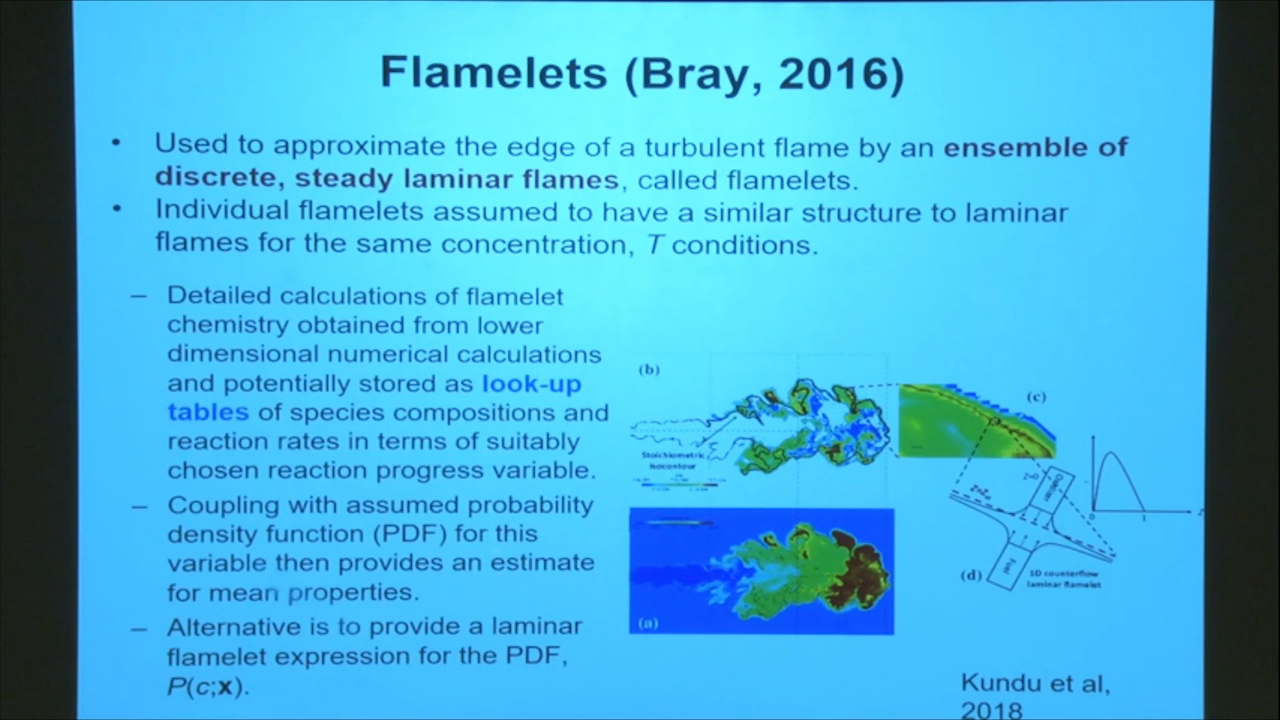 Flamelets (Bray, 2016)
• Used to approximate the edge of a turbulent flame by an ensemble of
discrete, steady laminar flames, called flamelets.
• Individual flamelets assumed to have a similar structure to laminar
flames for the same concentration, T conditions.
– Detailed calculations of flamelet
chemistry obtained from lower
dimensional numerical calculations
and potentially stored as look-up
tables of species compositions and
reaction rates in terms of suitably
chosen reaction progress variable.
– Coupling with assumed probability
density function (PDF) for this
variable then provides an estimate
for mean properties.
– Alternative is to provide a laminar
flamelet expression for the PDF,
P(c;x).
(b)
Stoichiometric
Isocontour
(c)
(a)
Fuel
0
1
(d)
1D counterflow
laminar flamelet
Kundu et al,
2018